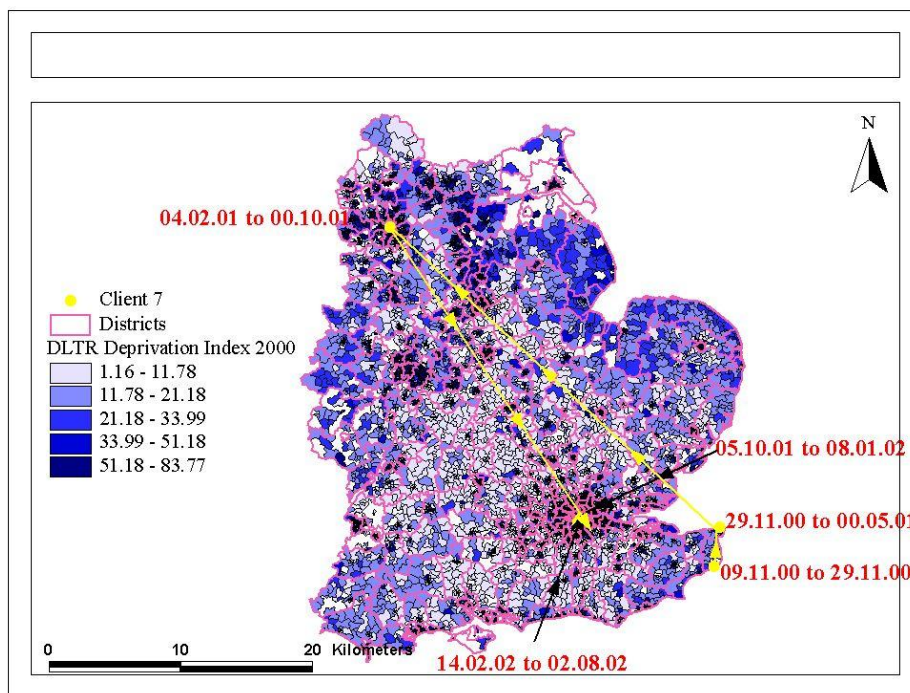 N
04.02.01 to 00.10.01
Client 7
Districts
DLTR Deprivation Index 2000
1.16 - 11.78
11.78 - 21.18
21.18 - 33.99
33.99 - 51.18
51.18 - 83.77
05.10.01 to 08.01.02
29.11.00 to 00.05.01
09.11.00 to 29.11.00
0 10 20 Kilometers
14.02.02 to 02.08.02